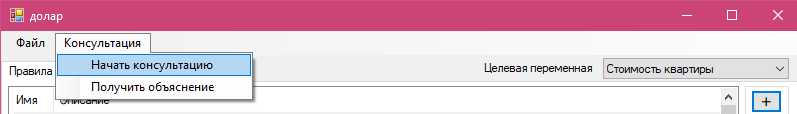 долар
Файл Консультация
Начать консультацию
Целевая переменная Стоимость квартиры
Правила
Получить объяснение
Имя Описание
+